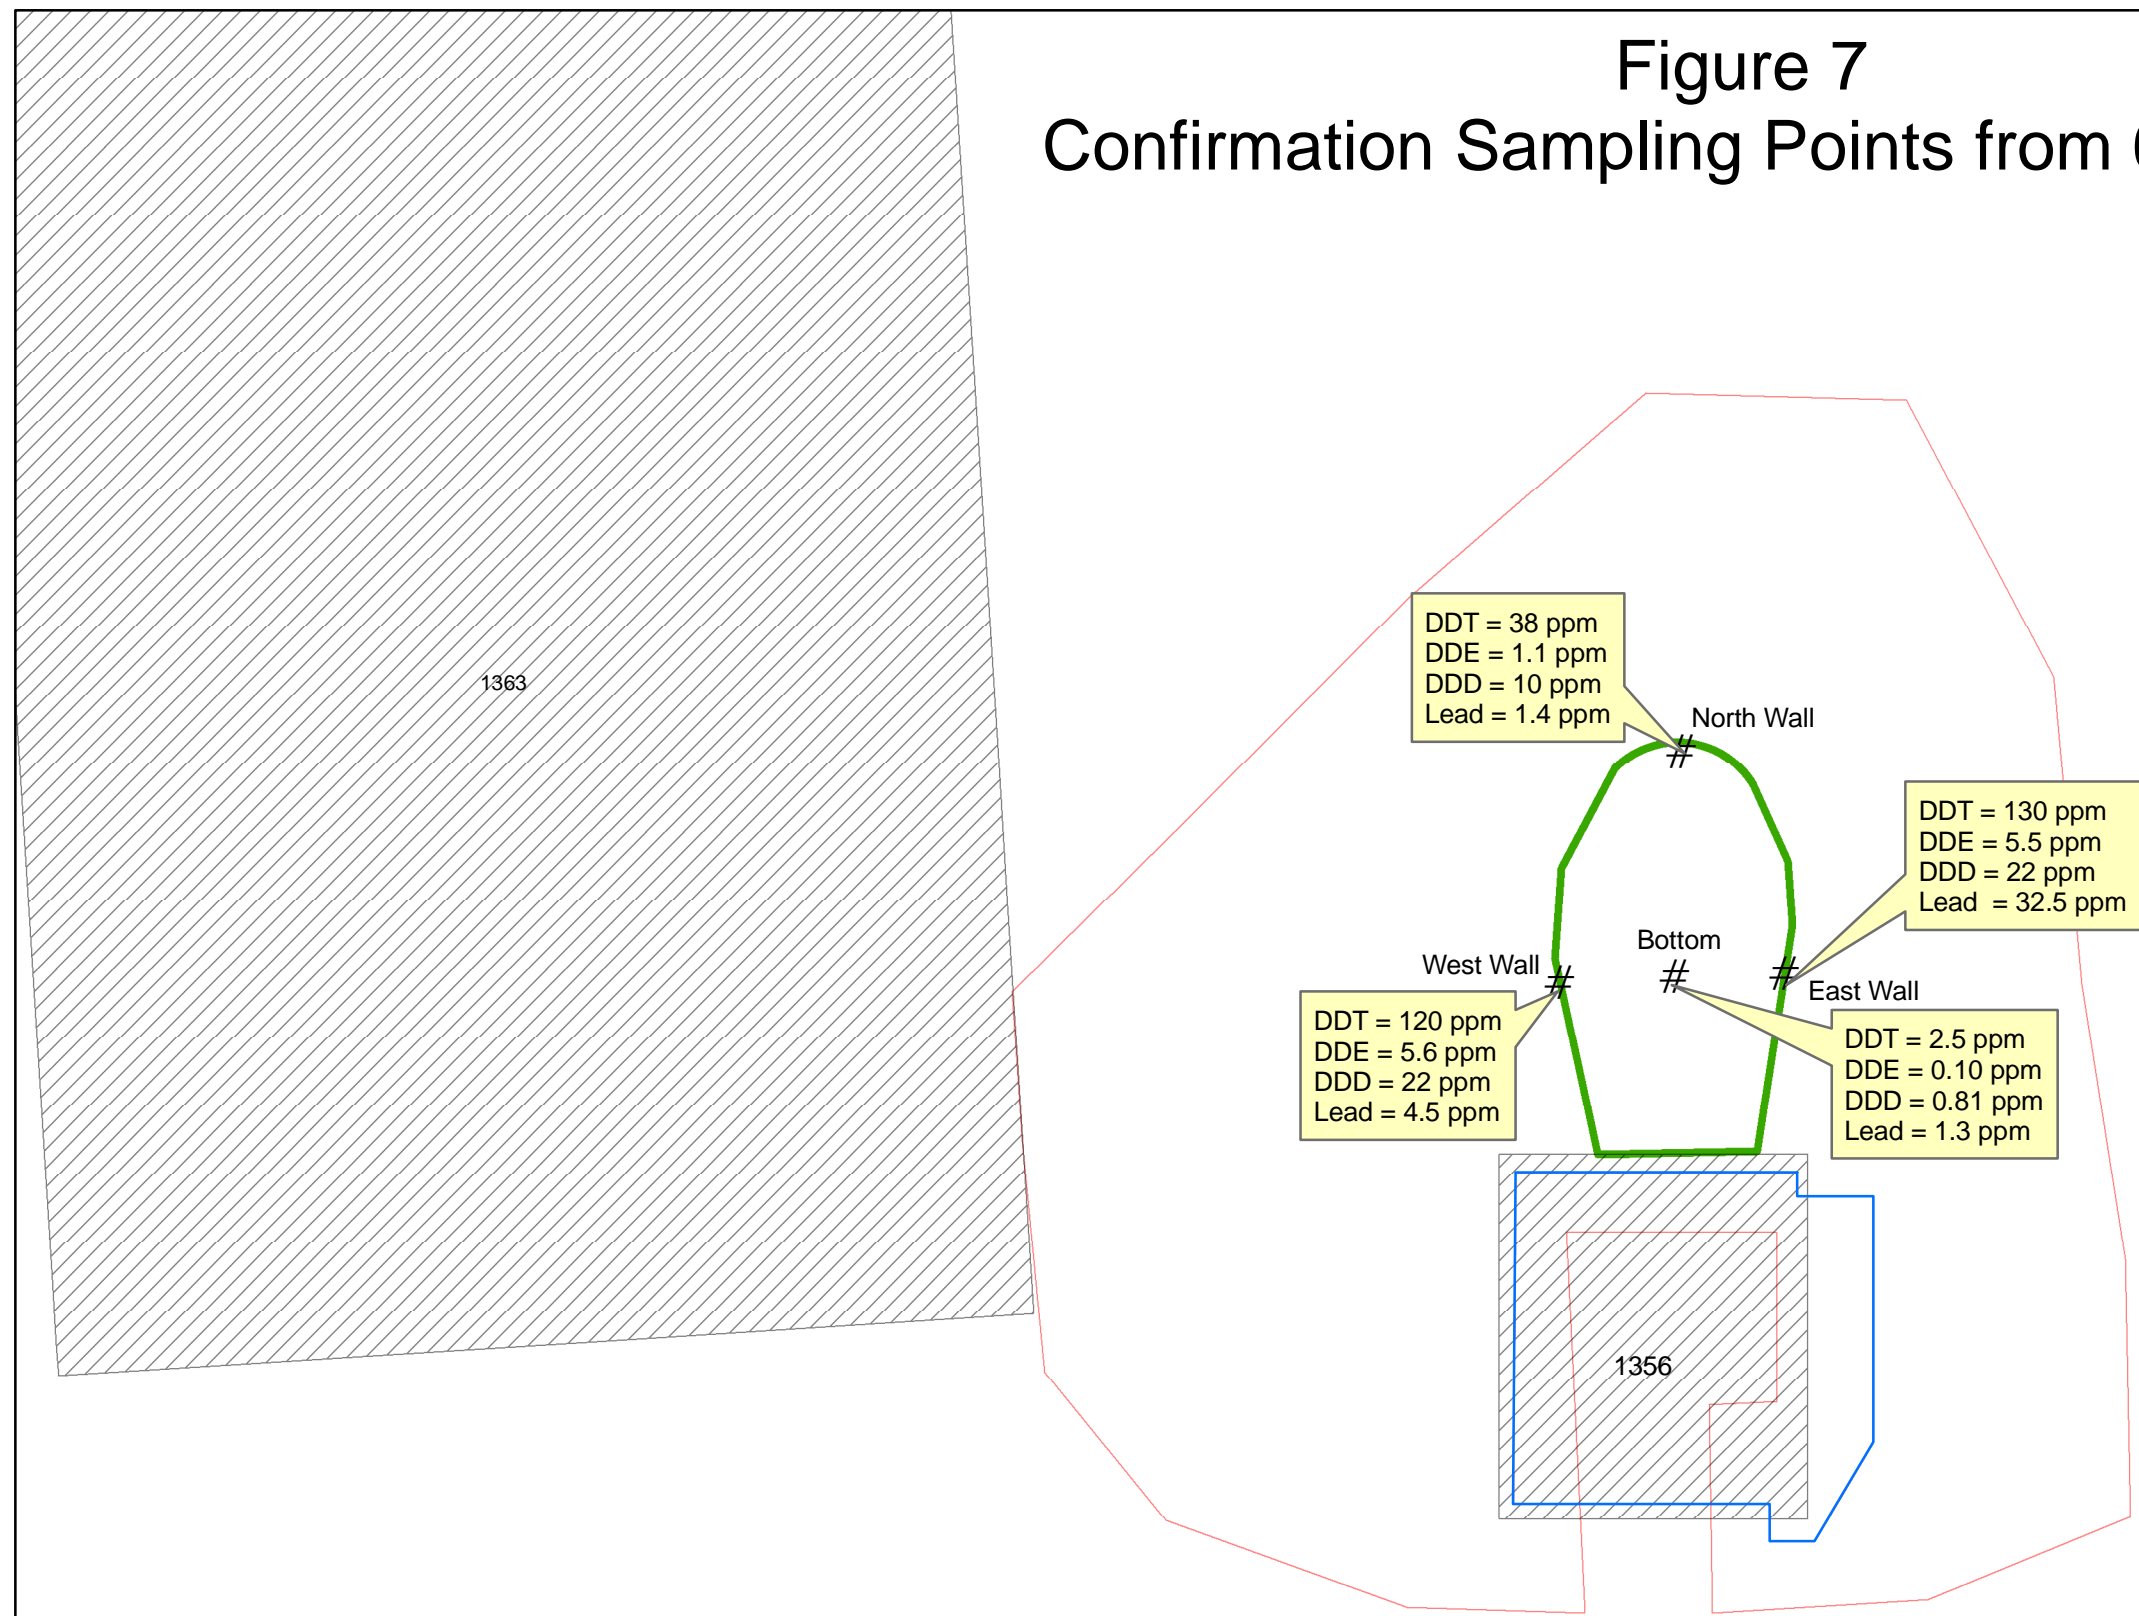 Figure 7
Confirmation Sampling Points from
DDT = 38 ppm
DDE = 1.1 ppm
DDD = 10 ppm
Lead = 1.4 ppm
1363
North Wall
DDT = 130 ppm
DDE = 5.5 ppm
DDD = 22 ppm
Lead = 32.5 ppm
Bottom
West Wall
East Wall
DDT = 120 ppm
DDE = 5.6 ppm
DDD = 22 ppm
Lead = 4.5 ppm
DDT = 2.5 ppm
DDE = 0.10 ppm
DDD = 0.81 ppm
Lead = 1.3 ppm
1356